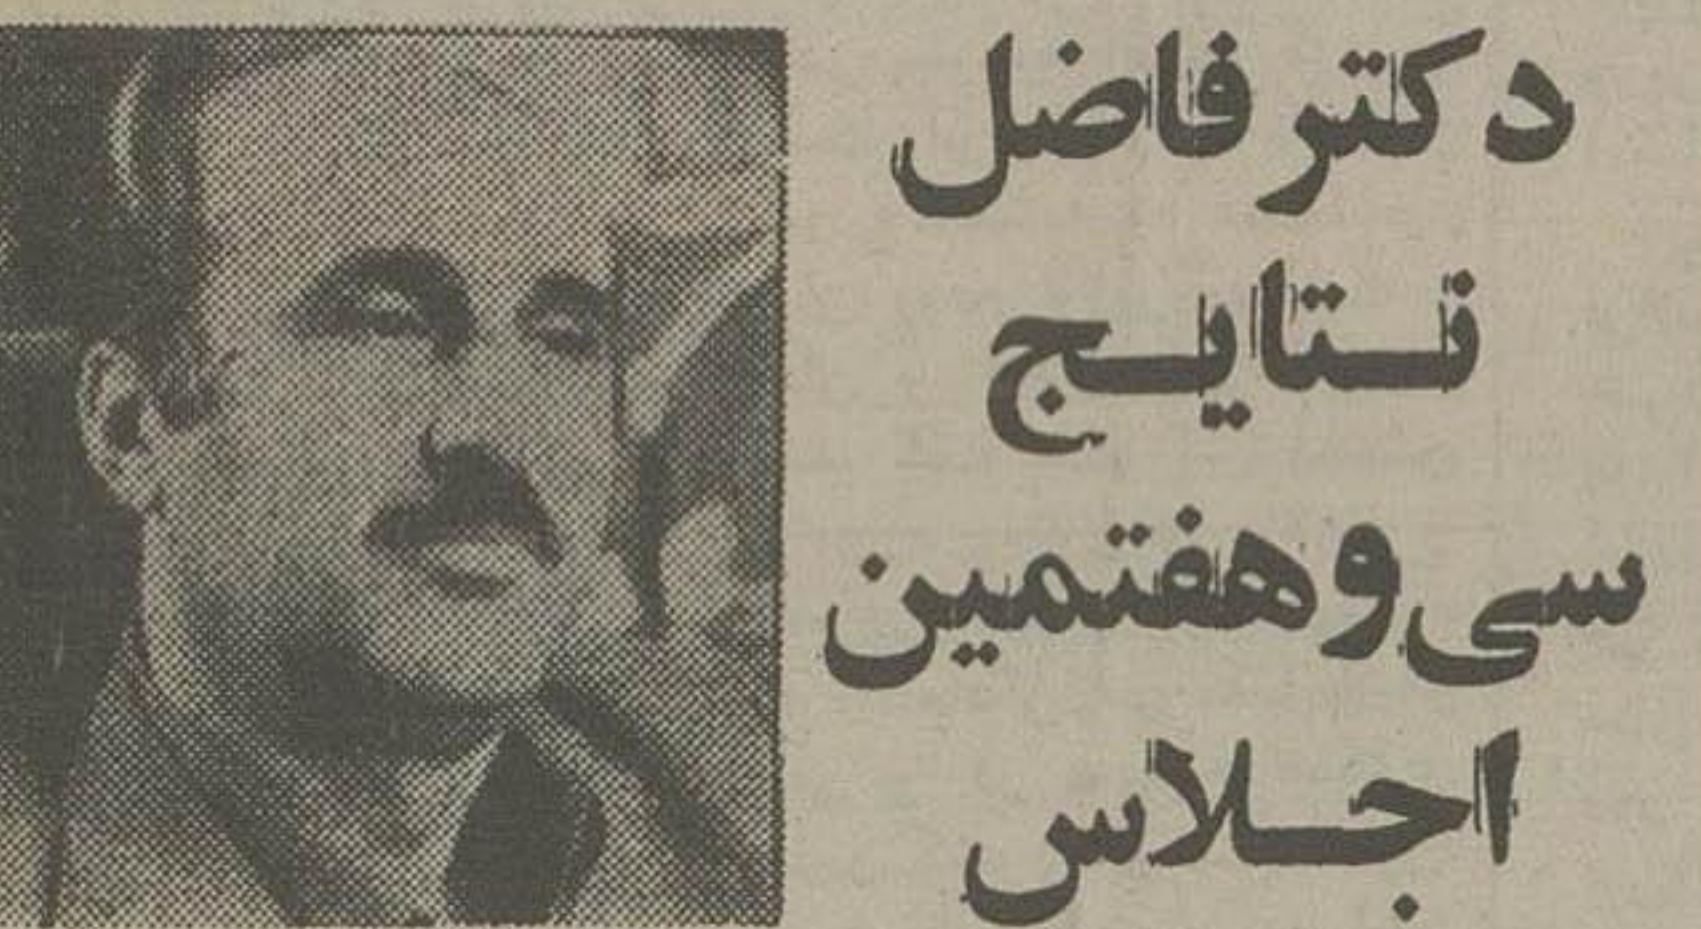 دکتر فاضل
نتایج
سی و هفتمین
اجلاس